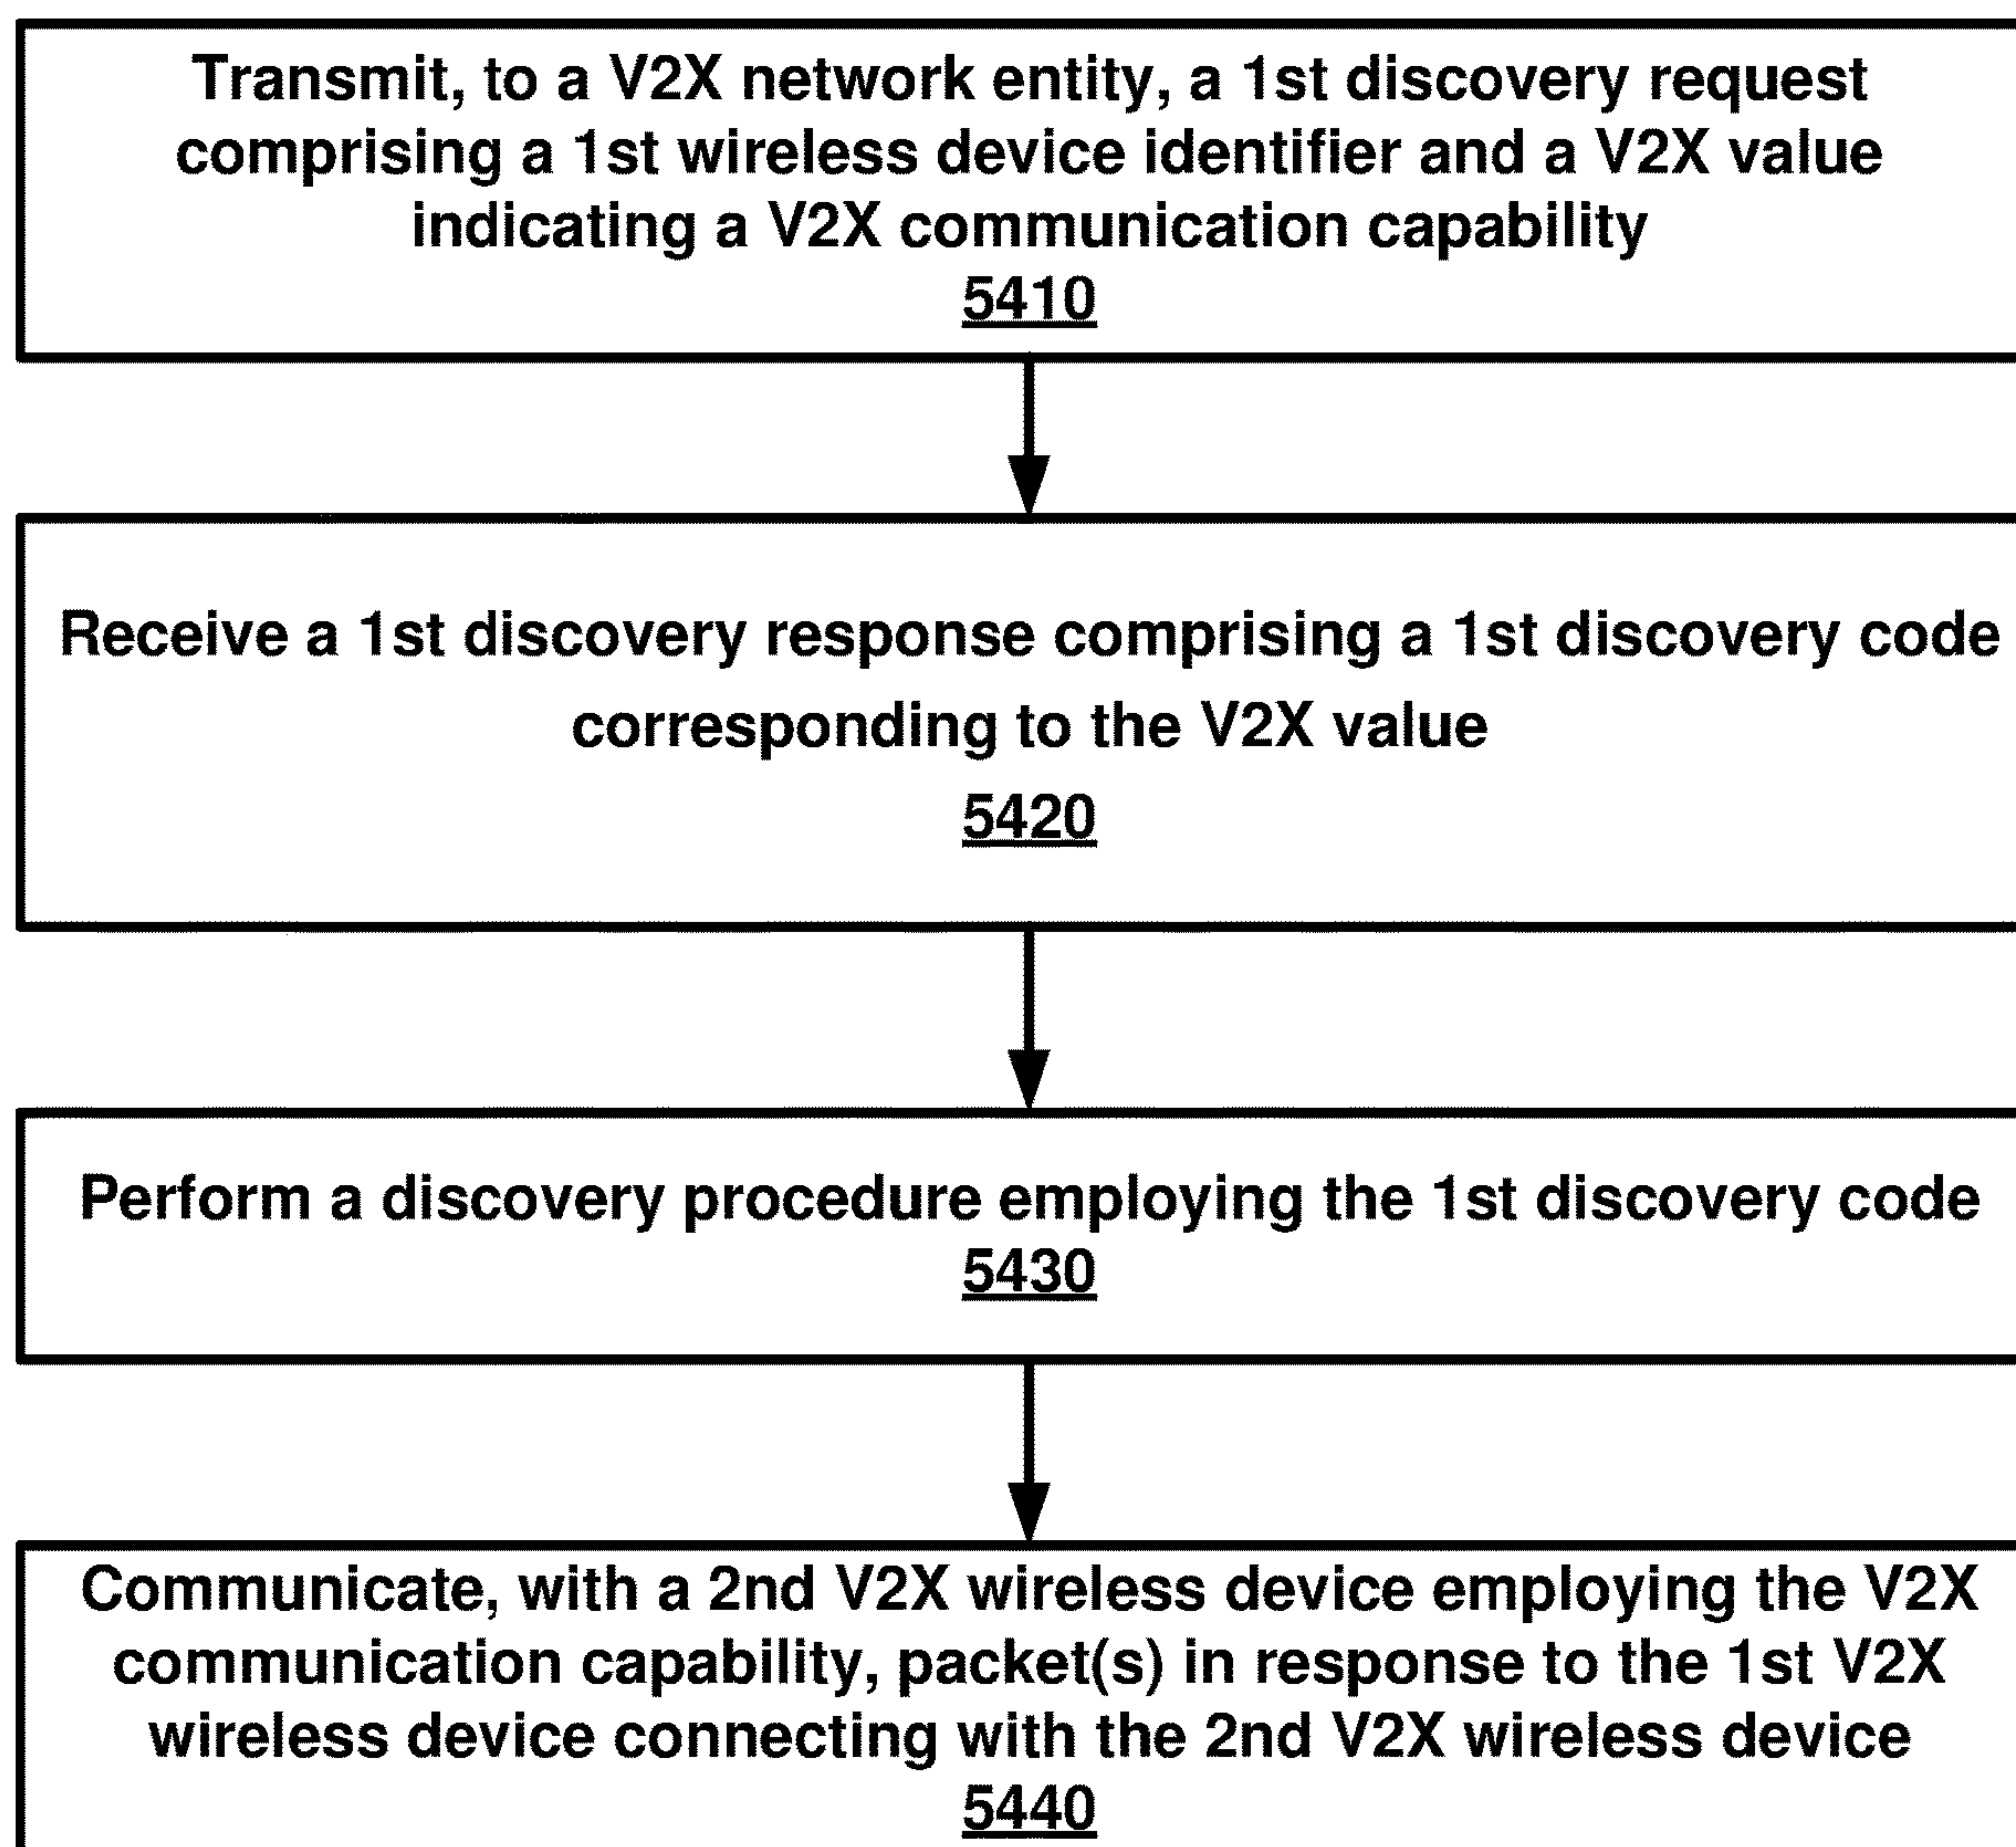 Transmit, to a V2X network entity, a 1st discovery request
comprising a 1st wireless device identifier and a V2X value
indicating a V2X communication capability
5410
Receive a 1st discovery response comprising a 1st discovery code
corresponding to the V2X value
5420
Perform a discovery procedure employing the 1st discovery code
5430
Communicate, with a 2nd V2X wireless device employing the V2X
communication capability, packet(s) in response to the 1st V2X
wireless device connecting with the 2nd V2X wireless device
5440